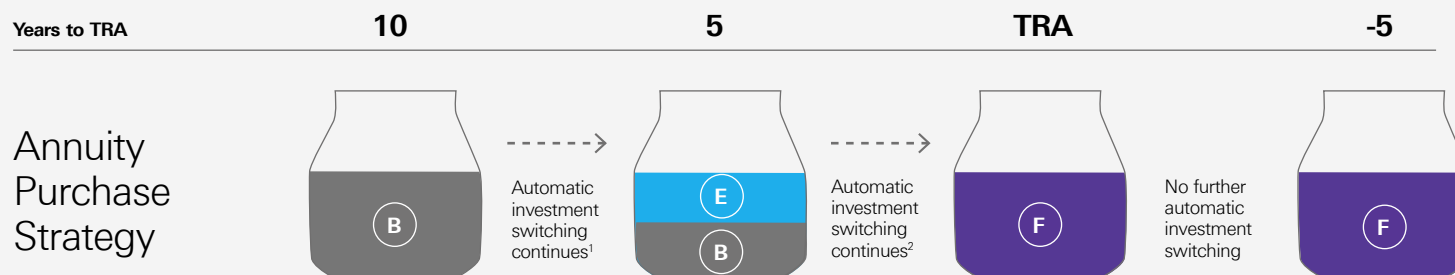 Years to TRA 10 5 TRA -5
Annuity
Purchase
Strategy
B
Automatic
investment
switching
continues1
E
B
Automatic
investment
switching
continues2
F
No further
automatic
investment
switching
F